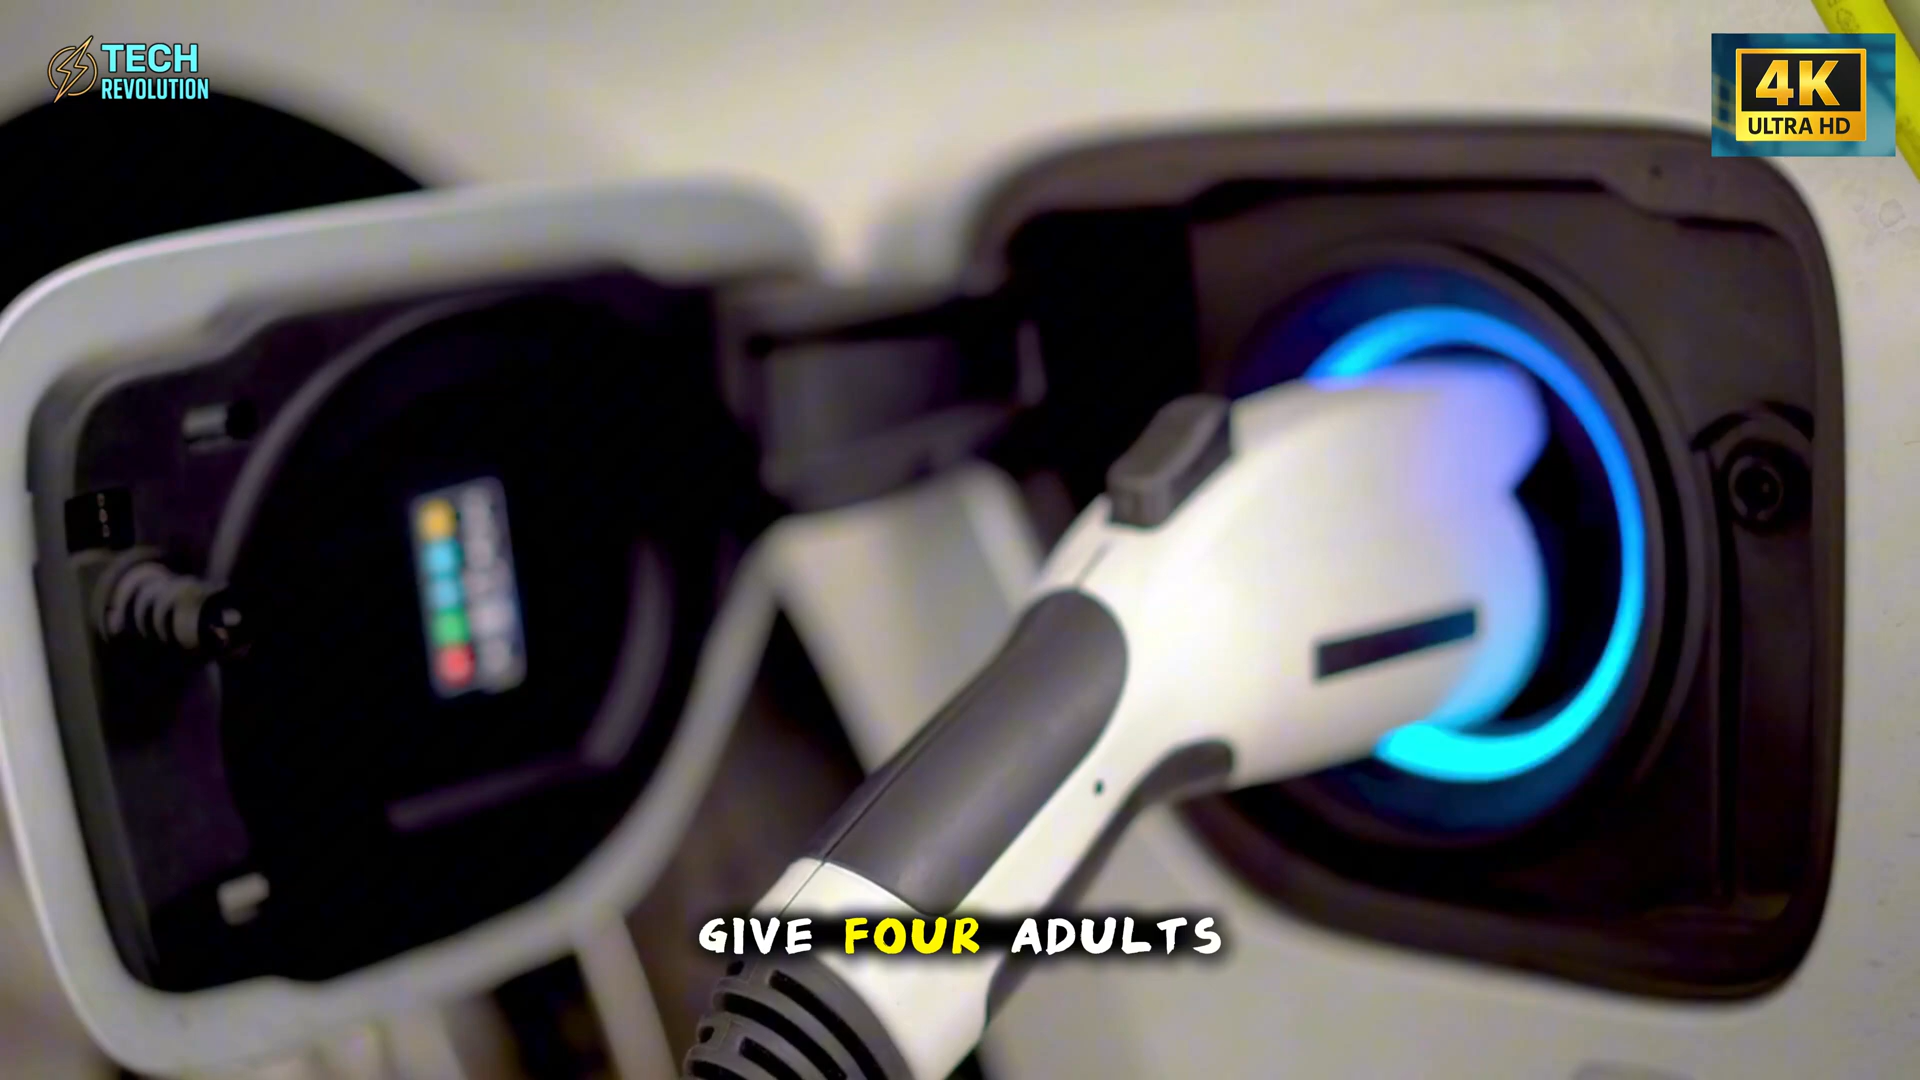 TECH
REVOLUTION
4K
ULTRA HD
GIVE FOUR ADULTS